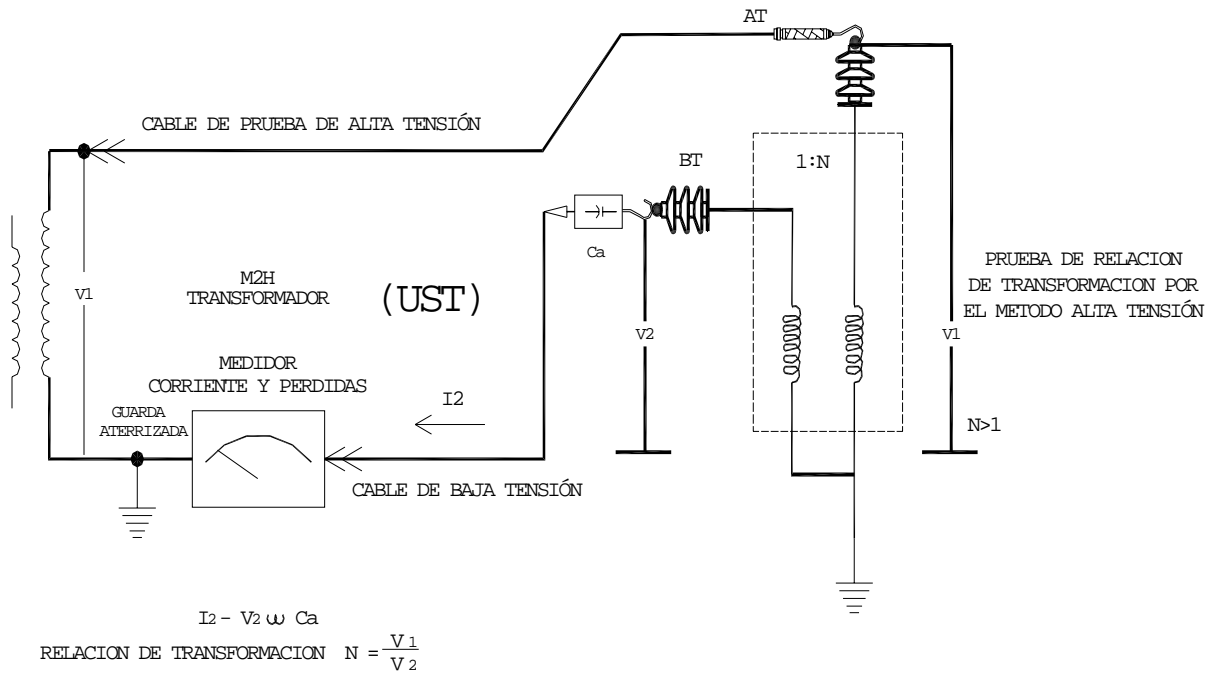 AT
CABLE DE PRUEBA DE ALTA TENSIÓN
BT
1:N
Ca
V1
M2H
TRANSFORMADOR
(UST)
V2
V1
PRUEBA DE RELACION
DE TRANSFORMACION POR
EL METODO ALTA TENSIÓN
MEDIDOR
CORRIENTE Y PERDIDAS
I2
GUARDA
ATERRIZADA
N>1
CABLE DE BAJA TENSIÓN
I2 - V2 ω Ca
RELACION DE TRANSFORMACION N = V1
V2